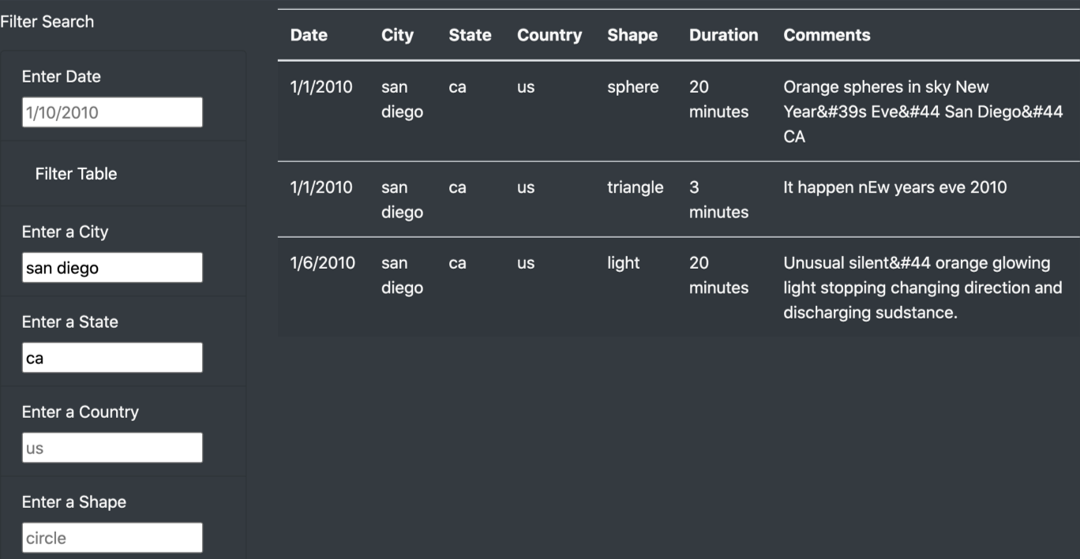 Filter Search
Enter Date
1/10/2010
Filter Table
Enter a City
san diego
Enter a State
ca
Enter a Country
us
Enter a Shape
circle
Date City State Country Shape Duration Comments
1/1/2010 san ca us sphere 20 Orange spheres in sky New
diego minutes Year&#39s Eve&#44 San Diego&#44
CA
1/1/2010 san ca us triangle 3 It happen nEw years eve 2010
diego minutes
1/6/2010 san ca us light 20 Unusual silent&#44 orange glowing
diego minutes light stopping changing direction and
discharging sudstance.